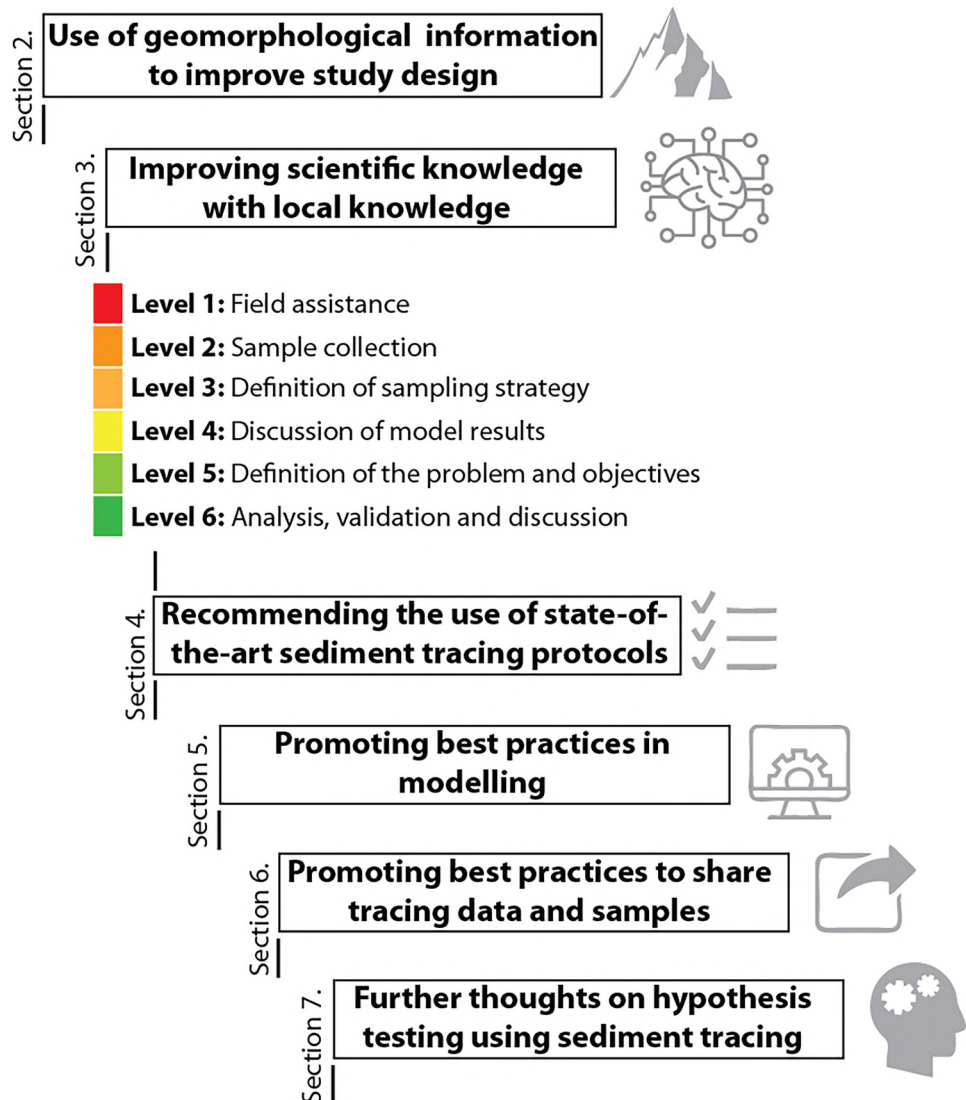 Section 2.
Use of geomorphological information
to improve study design
Section 3.
Improving scientific knowledge
with local knowledge
Level 1: Field assistance
Level 2: Sample collection
Level 3: Definition of sampling strategy
Level 4: Discussion of model results
Level 5: Definition of the problem and objectives
Level 6: Analysis, validation and discussion
Section 4.
Recommending the use of state-of-
the-art sediment tracing protocols
Section 5.
Promoting best practices in
modelling
Section 6.
Promoting best practices to share
tracing data and samples
Section 7.
Further thoughts on hypothesis
testing using sediment tracing